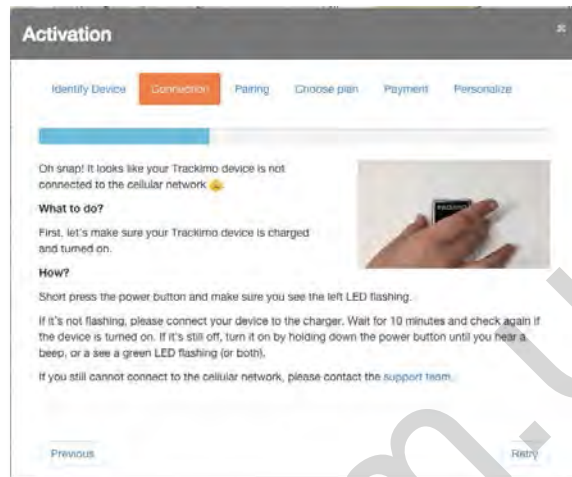 Activation
Identify Device Connection Pairing Choose plan Payment Personalize
Oh snap! It looks like your Trackimo device is not
connected to the cellular network
What to do?
First, let's make sure your Trackimo device is charged
and turned on.
How?
Short press the power button and make sure you see the left LED flashing.
If it's not flashing, please connect your device to the charger. Wait for 10 minutes and check again if
the device is turned on. If it's still off, turn it on by holding down the power button until you hear a
beep, or a see a green LED flashing (or both).
If you still cannot connect to the cellular network, please contact the support team.
Previous Retry